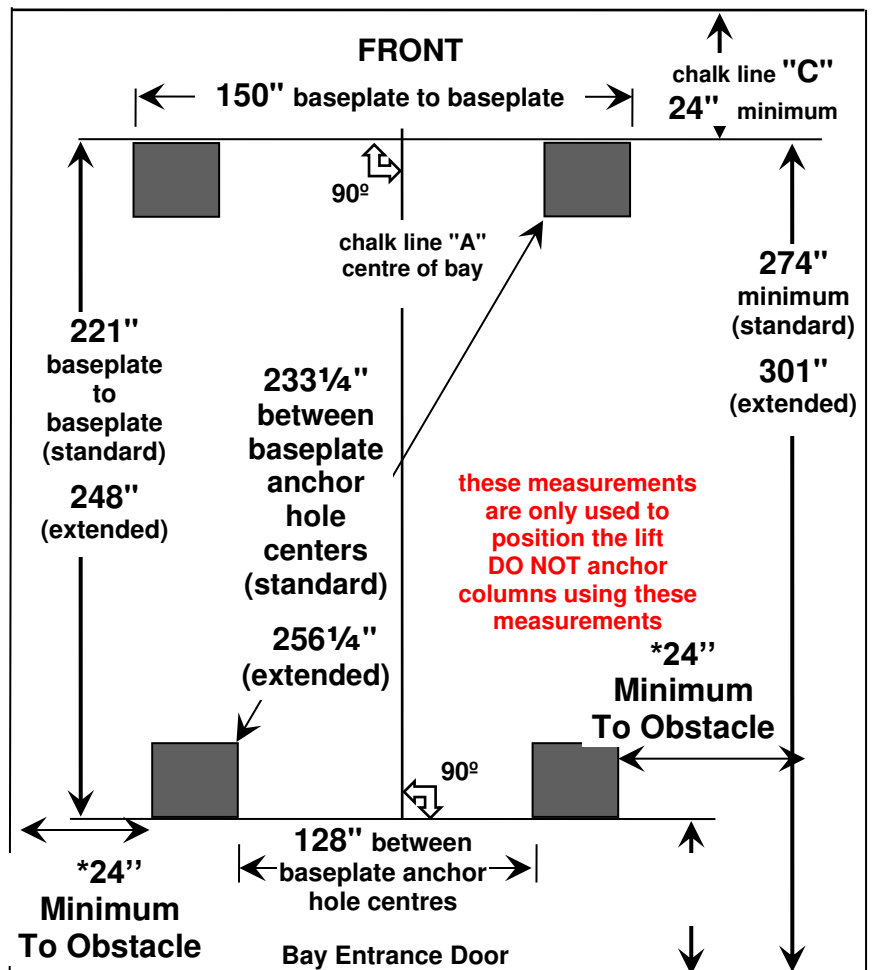 FRONT
150" baseplate to baseplate
chalk line "C"
24" minimum
90º
chalk line "A"
centre of bay
221"
baseplate
to
baseplate
(standard)
248"
(extended)
233¼"
between
baseplate
anchor
hole
centers
(standard)
256¼"
(extended)
274"
minimum
(standard)
301"
(extended)
these measurements
are only used to
position the lift
DO NOT anchor
columns using these
measurements
*24’’
Minimum
To Obstacle
90º
128" between
baseplate anchor
hole centres
*24’’
Minimum
To Obstacle
Bay Entrance Door